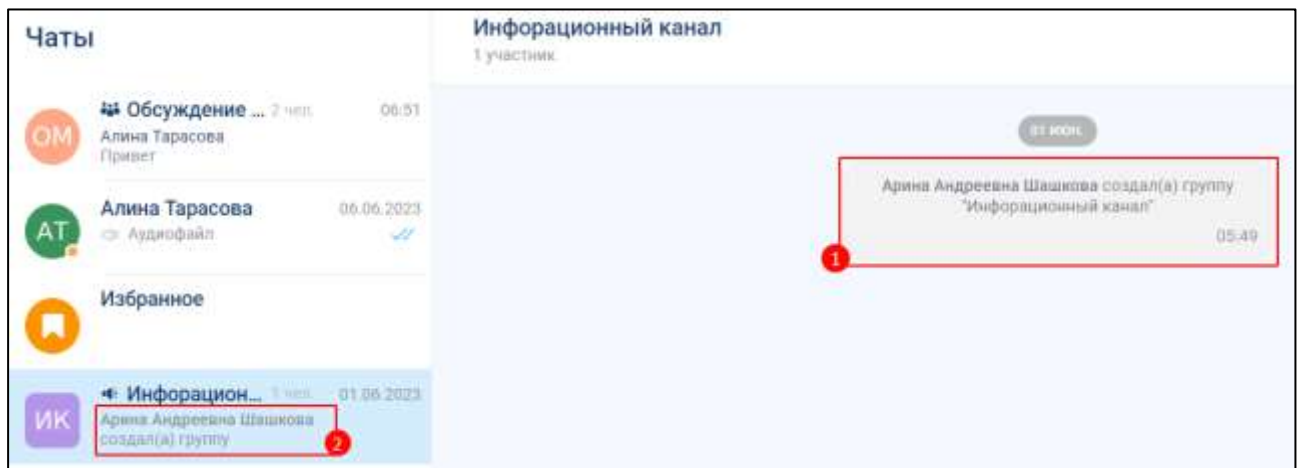 Чаты
Инфорационный канал
1 участник
ОМ
Обсуждение ... 2 чел.
06:51
Алина Тарасова
Привет
АТ
Алина Тарасова
06.06.2023
Аудиофайл
Избранное
ИК
Инфорацион... 1 чел.
01.06.2023
Арина Андреевна Шашкова
создал(а) группу
2
01 июн.
Арина Андреевна Шашкова создал(а) группу
"Инфорационный канал"
05:49
1